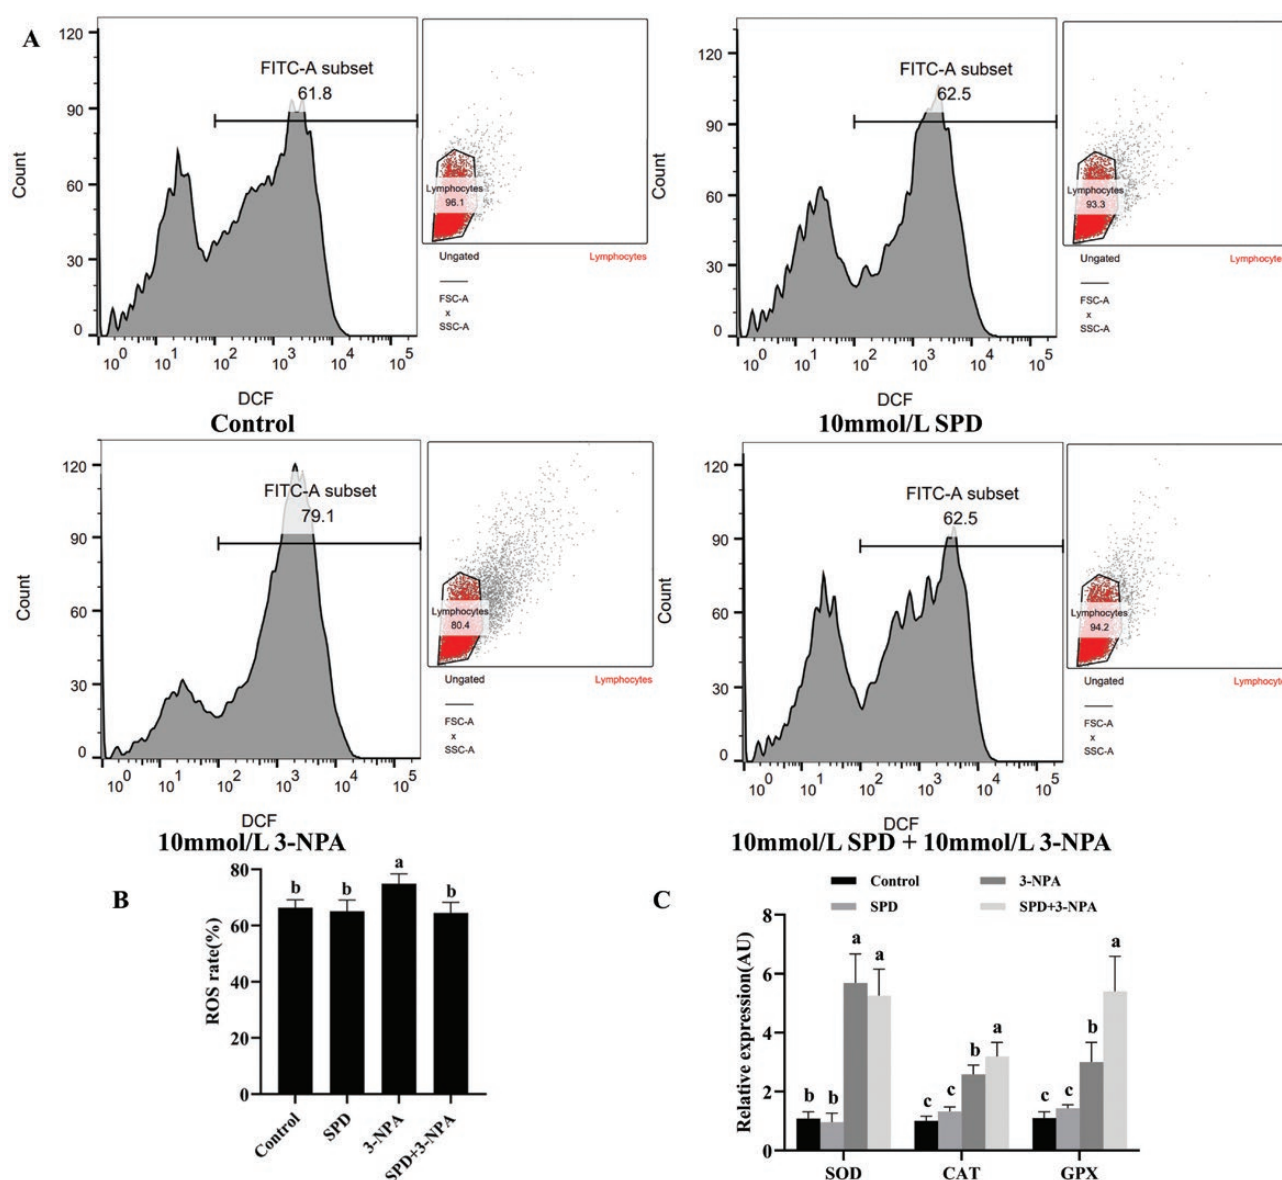 A
120
90
60
30
0
Count
FITC-A subset
61.8
10^0 10^1 10^2 10^3 10^4 10^5
DCF
Lymphocytes
96.1
Ungated
Lymphocytes
FSC-A
x
SSC-A
Control
120
90
60
30
0
Count
FITC-A subset
62.5
10^0 10^1 10^2 10^3 10^4 10^5
DCF
Lymphocytes
93.3
Ungated
Lymphocytes
FSC-A
x
SSC-A
10mmol/L SPD
120
90
60
30
0
Count
FITC-A subset
79.1
10^0 10^1 10^2 10^3 10^4 10^5
DCF
Lymphocytes
80.4
Ungated
Lymphocytes
FSC-A
x
SSC-A
10mmol/L 3-NPA
120
90
60
30
0
Count
FITC-A subset
62.5
10^0 10^1 10^2 10^3 10^4 10^5
DCF
Lymphocytes
94.2
Ungated
Lymphocyte
FSC-A
x
SSC-A
10mmol/L SPD + 10mmol/L 3-NPA
B
80
60
40
20
0
ROS rate(%)
b b a b
Control SPD 3-NPA SPD+3-NPA
C
Control 3-NPA
SPD SPD+3-NPA
8
6
4
2
0
Relative expression(AU)
b b a a c c b a c c b a
SOD CAT GPX